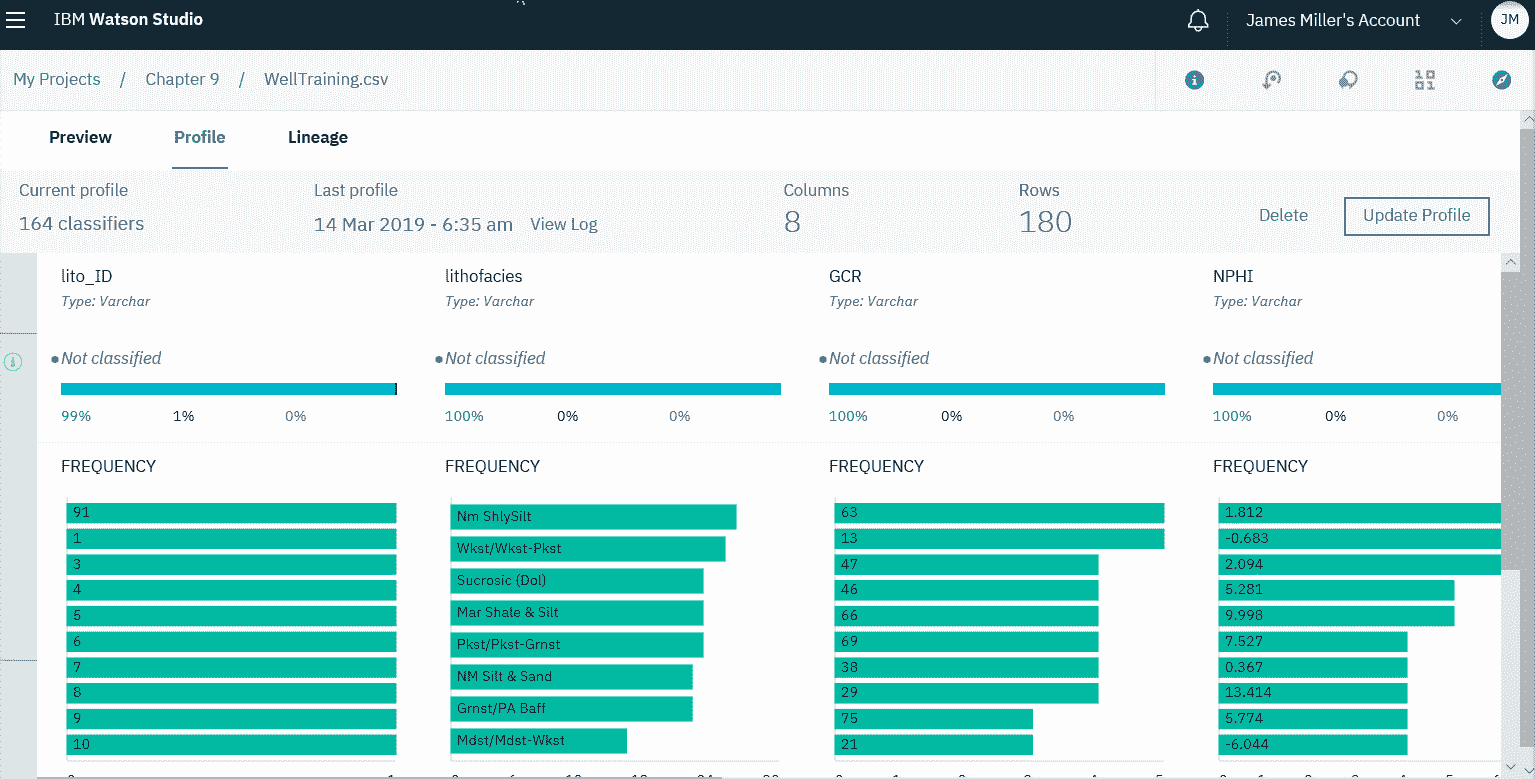 IBM Watson Studio
James Miller's Account
JM
My Projects / Chapter 9 / WellTraining.csv
Preview Profile Lineage
Current profile Last profile Columns Rows
164 classifiers 14 Mar 2019 - 6:35 am View Log 8 180 Delete Update Profile
lito_ID lithofacies GCR NPHI
Type: Varchar Type: Varchar Type: Varchar Type: Varchar
Not classified Not classified Not classified Not classified
99% 1% 0% 100% 0% 0% 100% 0% 0% 100% 0% 0%
FREQUENCY FREQUENCY FREQUENCY FREQUENCY
91
1
3
4
5
6
7
8
9
10
Nm ShlySilt
Wkst/Wkst-Pkst
Sucrosic (Dol)
Mar Shale & Silt
Pkst/Pkst-Grnst
NM Silt & Sand
Grnst/PA Baff
Mdst/Mdst-Wkst
63
13
47
46
66
69
38
29
75
21
1.812
-0.683
2.094
5.281
9.998
7.527
0.367
13.414
5.774
-6.044